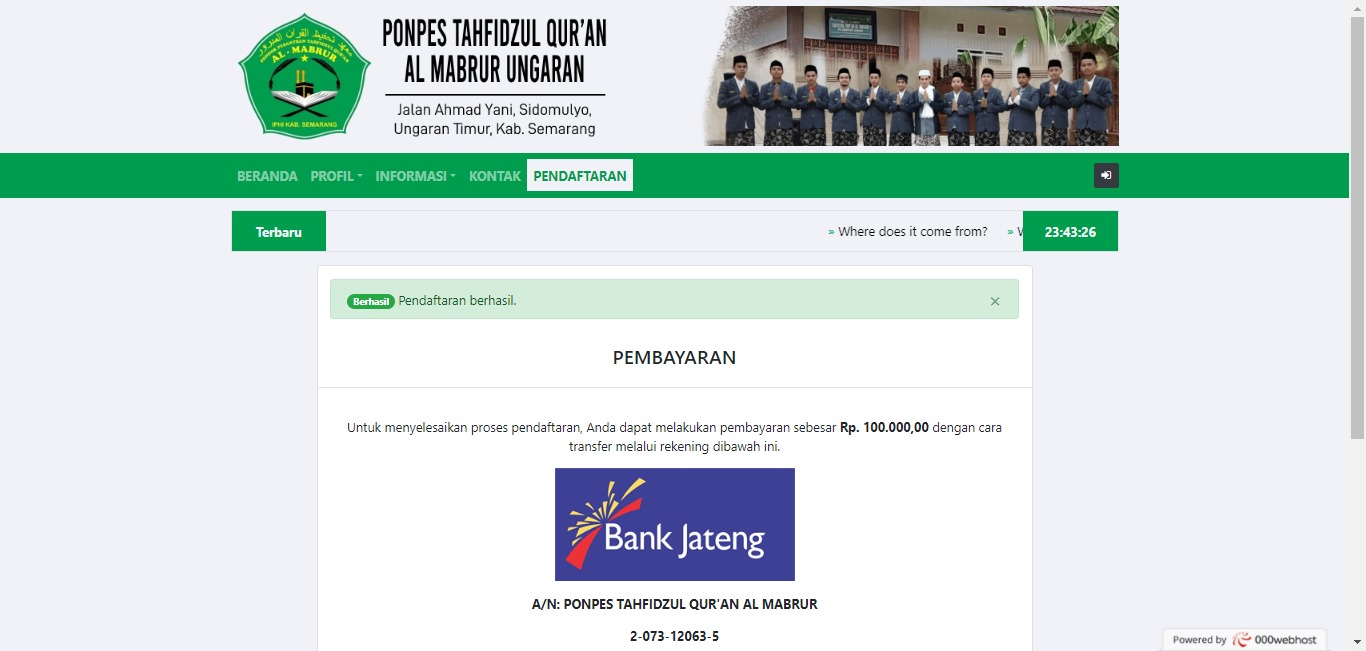 PONPES TAHFIDZUL QUR'AN
AL MABRUR UNGARAN
Jalan Ahmad Yani, Sidomulyo,
Ungaran Timur, Kab. Semarang
AL-MABRUR
IPHI KAB. SEMARANG
BERANDA PROFIL INFORMASI KONTAK PENDAFTARAN
Terbaru » Where does it come from? » 23:43:26
Berhasil Pendaftaran berhasil. ×
PEMBAYARAN
Untuk menyelesaikan proses pendaftaran, Anda dapat melakukan pembayaran sebesar Rp. 100.000,00 dengan cara
transfer melalui rekening dibawah ini.
Bank Jateng
A/N: PONPES TAHFIDZUL QUR'AN AL MABRUR
2-073-12063-5
Powered by 000webhost